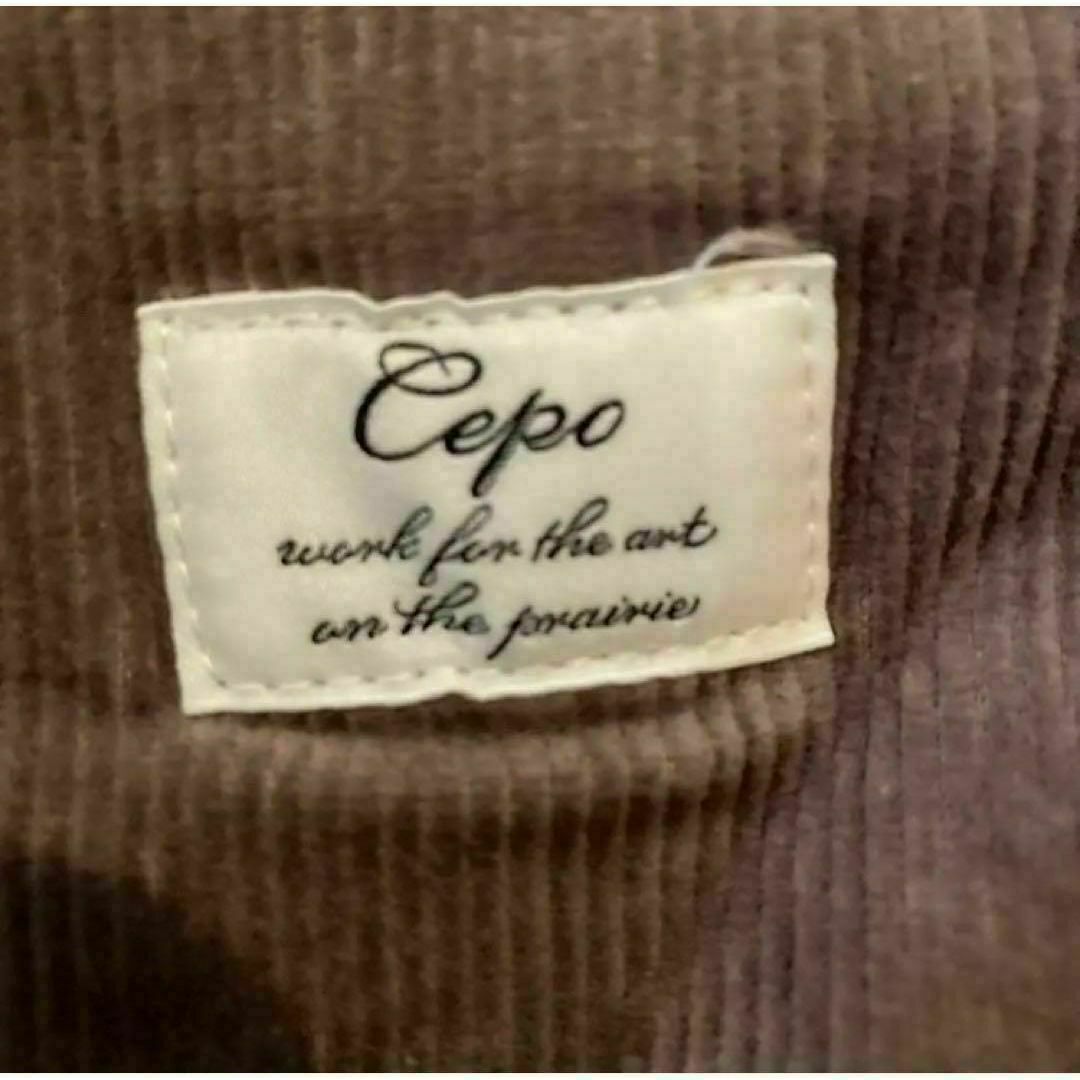 Cepo
work for the art
on the prairie